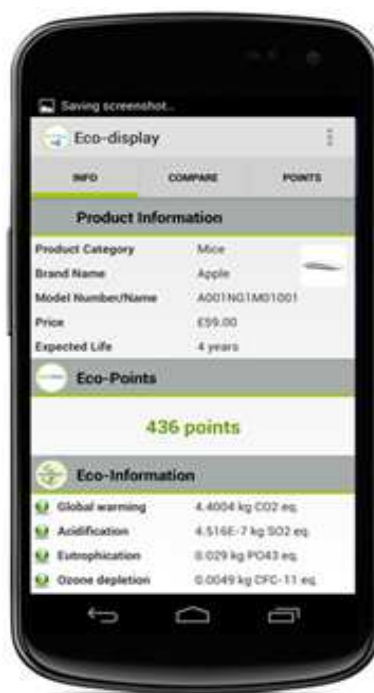 Saving screenshot...
Eco-display
INFO COMPARE POINTS
Product Information
Product Category Mice
Brand Name Apple
Model Number/Name A001NG1M01001
Price £59.00
Expected Life 4 years
Eco-Points
436 points
Eco-Information
Global warming 4.4004 kg CO2 eq.
Acidification 4.516E-7 kg SO2 eq.
Eutrophication 0.029 kg PO43 eq.
Ozone depletion 0.0049 kg CFC-11 eq.